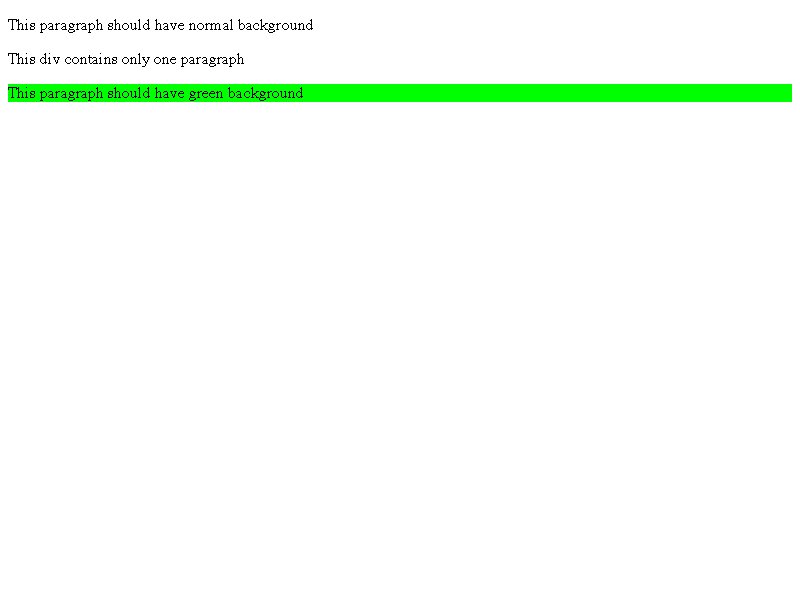 This paragraph should have normal background
This div contains only one paragraph
This paragraph should have green background